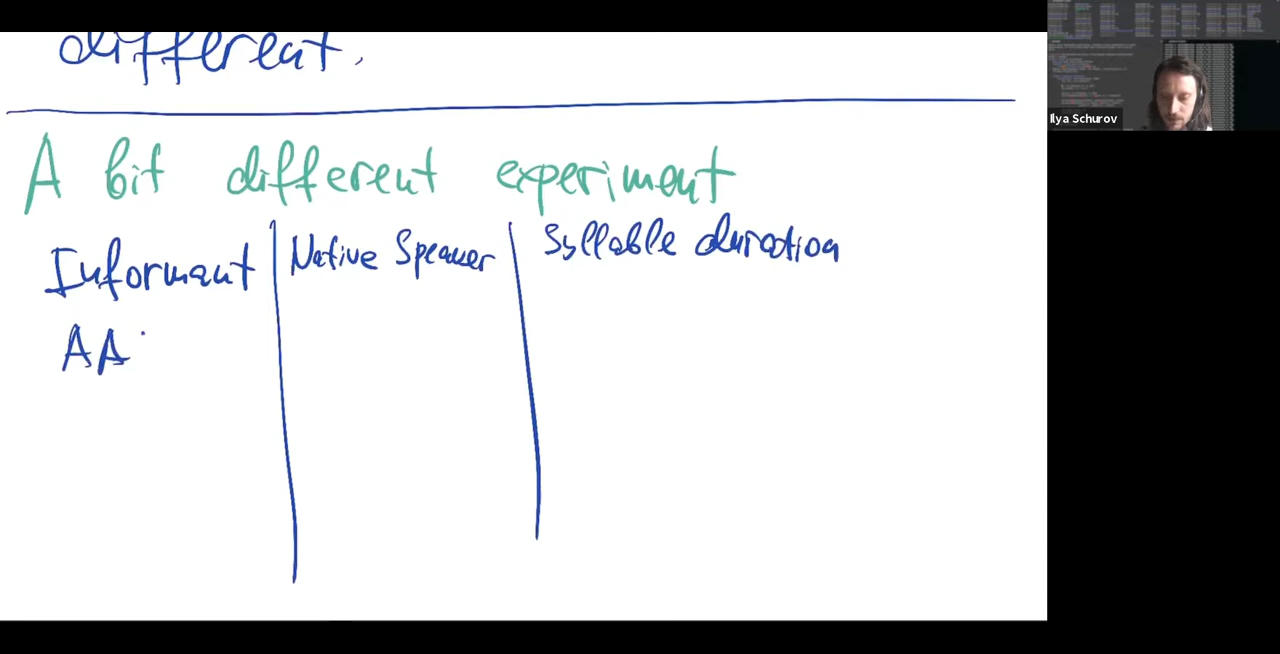 different.
A bit different experiment
Informant Native Speaker Syllable duration
AA
Ilya Schurov